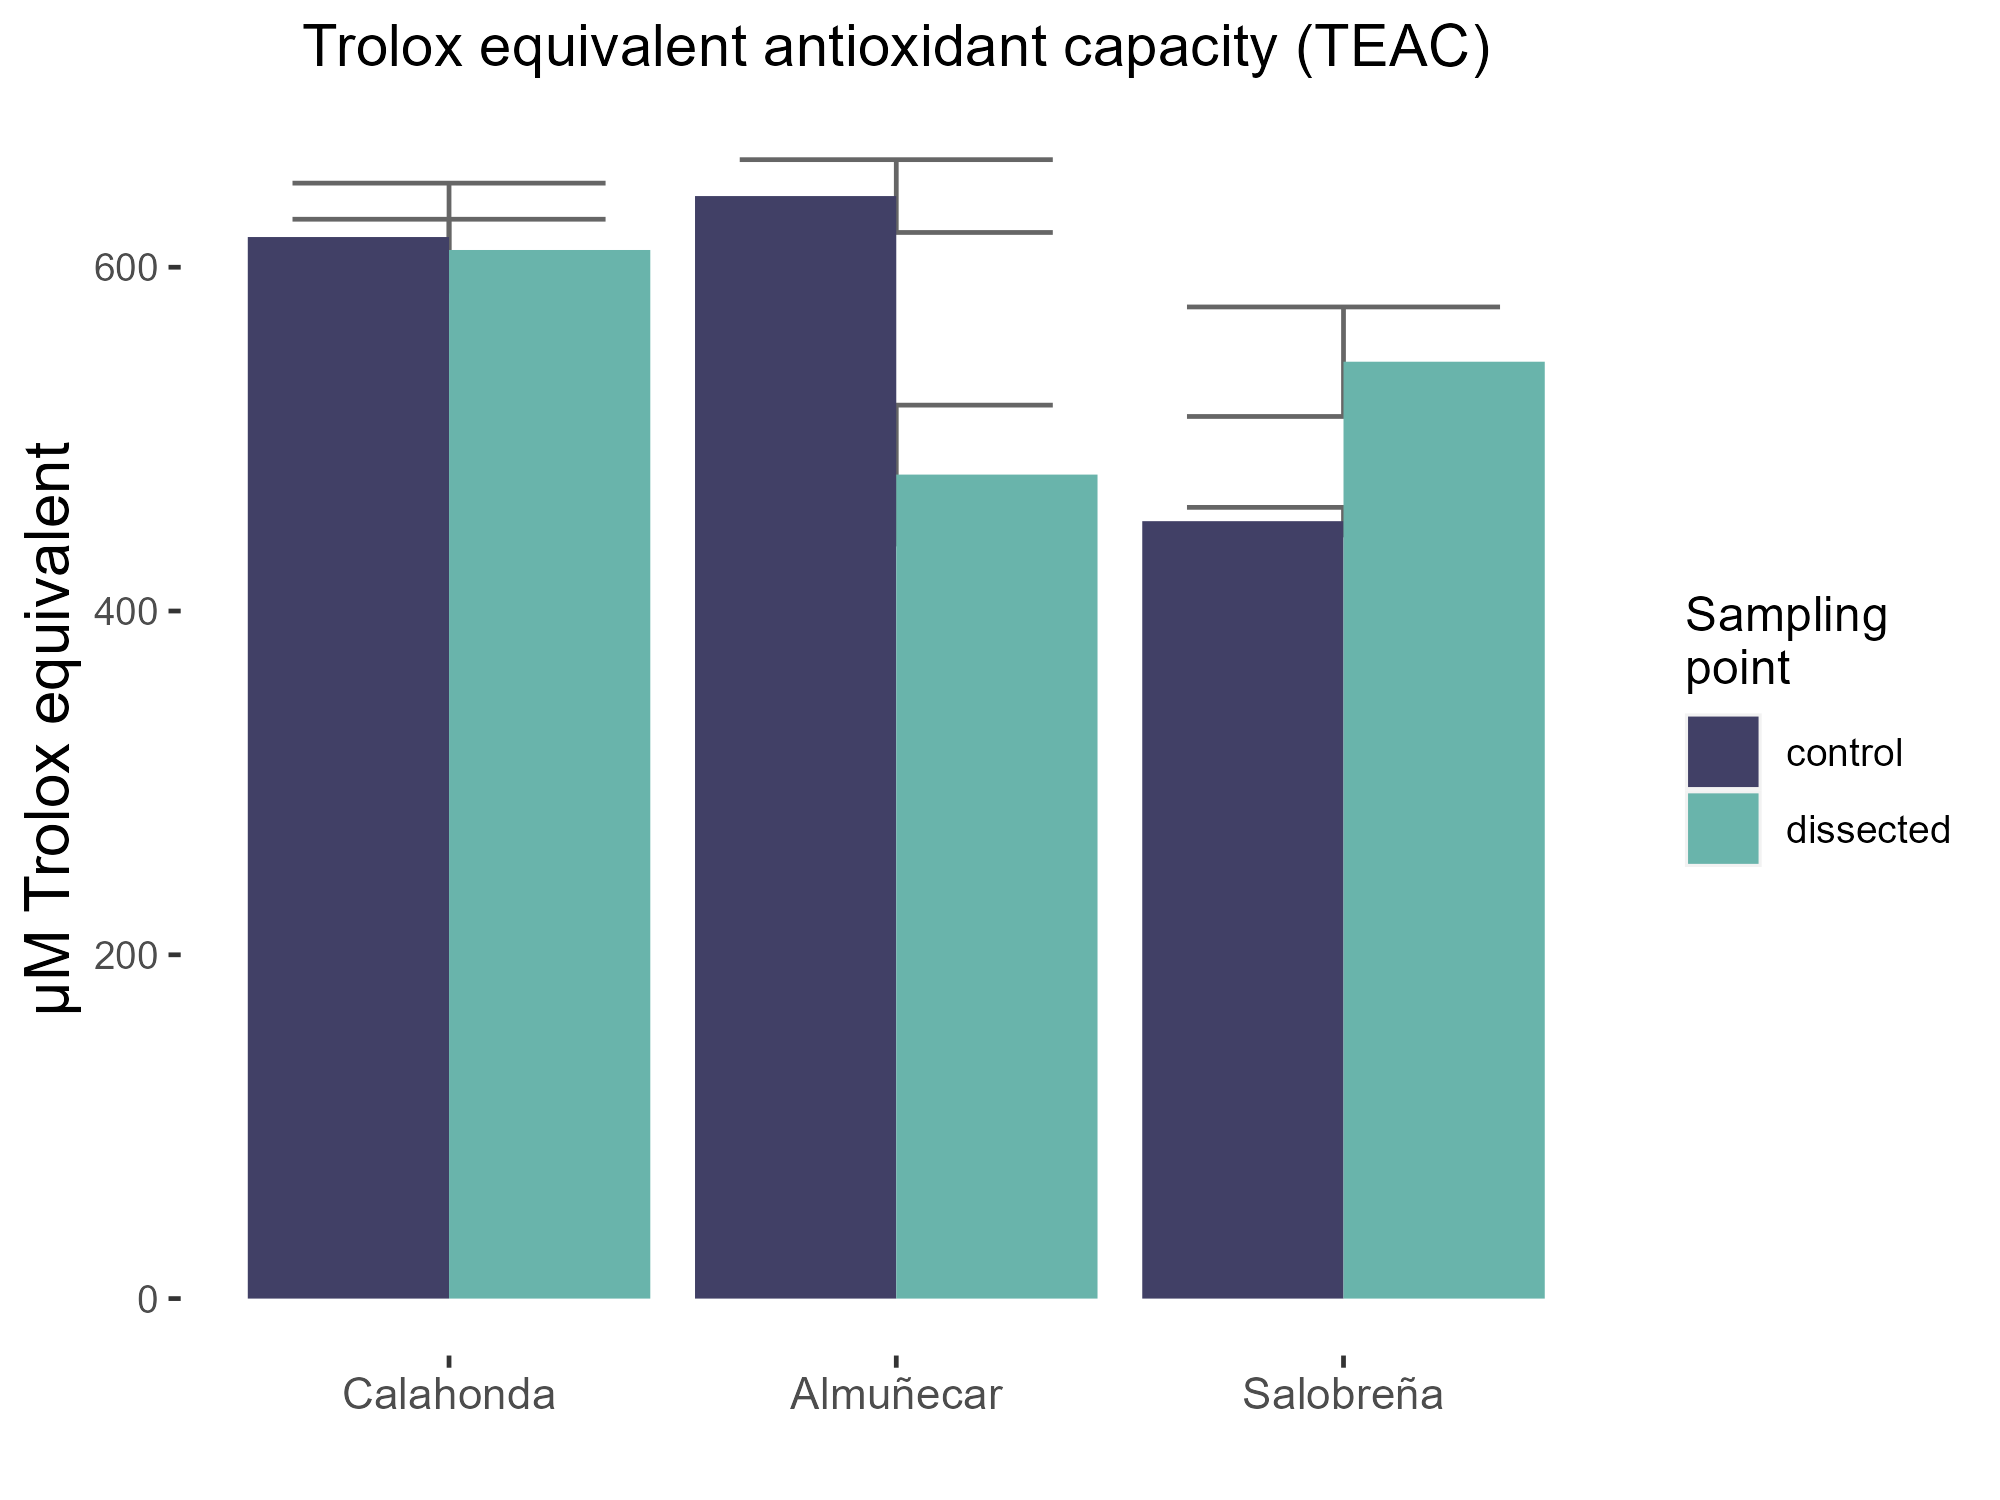 Trolox equivalent antioxidant capacity (TEAC)
µM Trolox equivalent
600
400
200
0
Calahonda
Almuñecar
Salobreña
Sampling
point
control
dissected